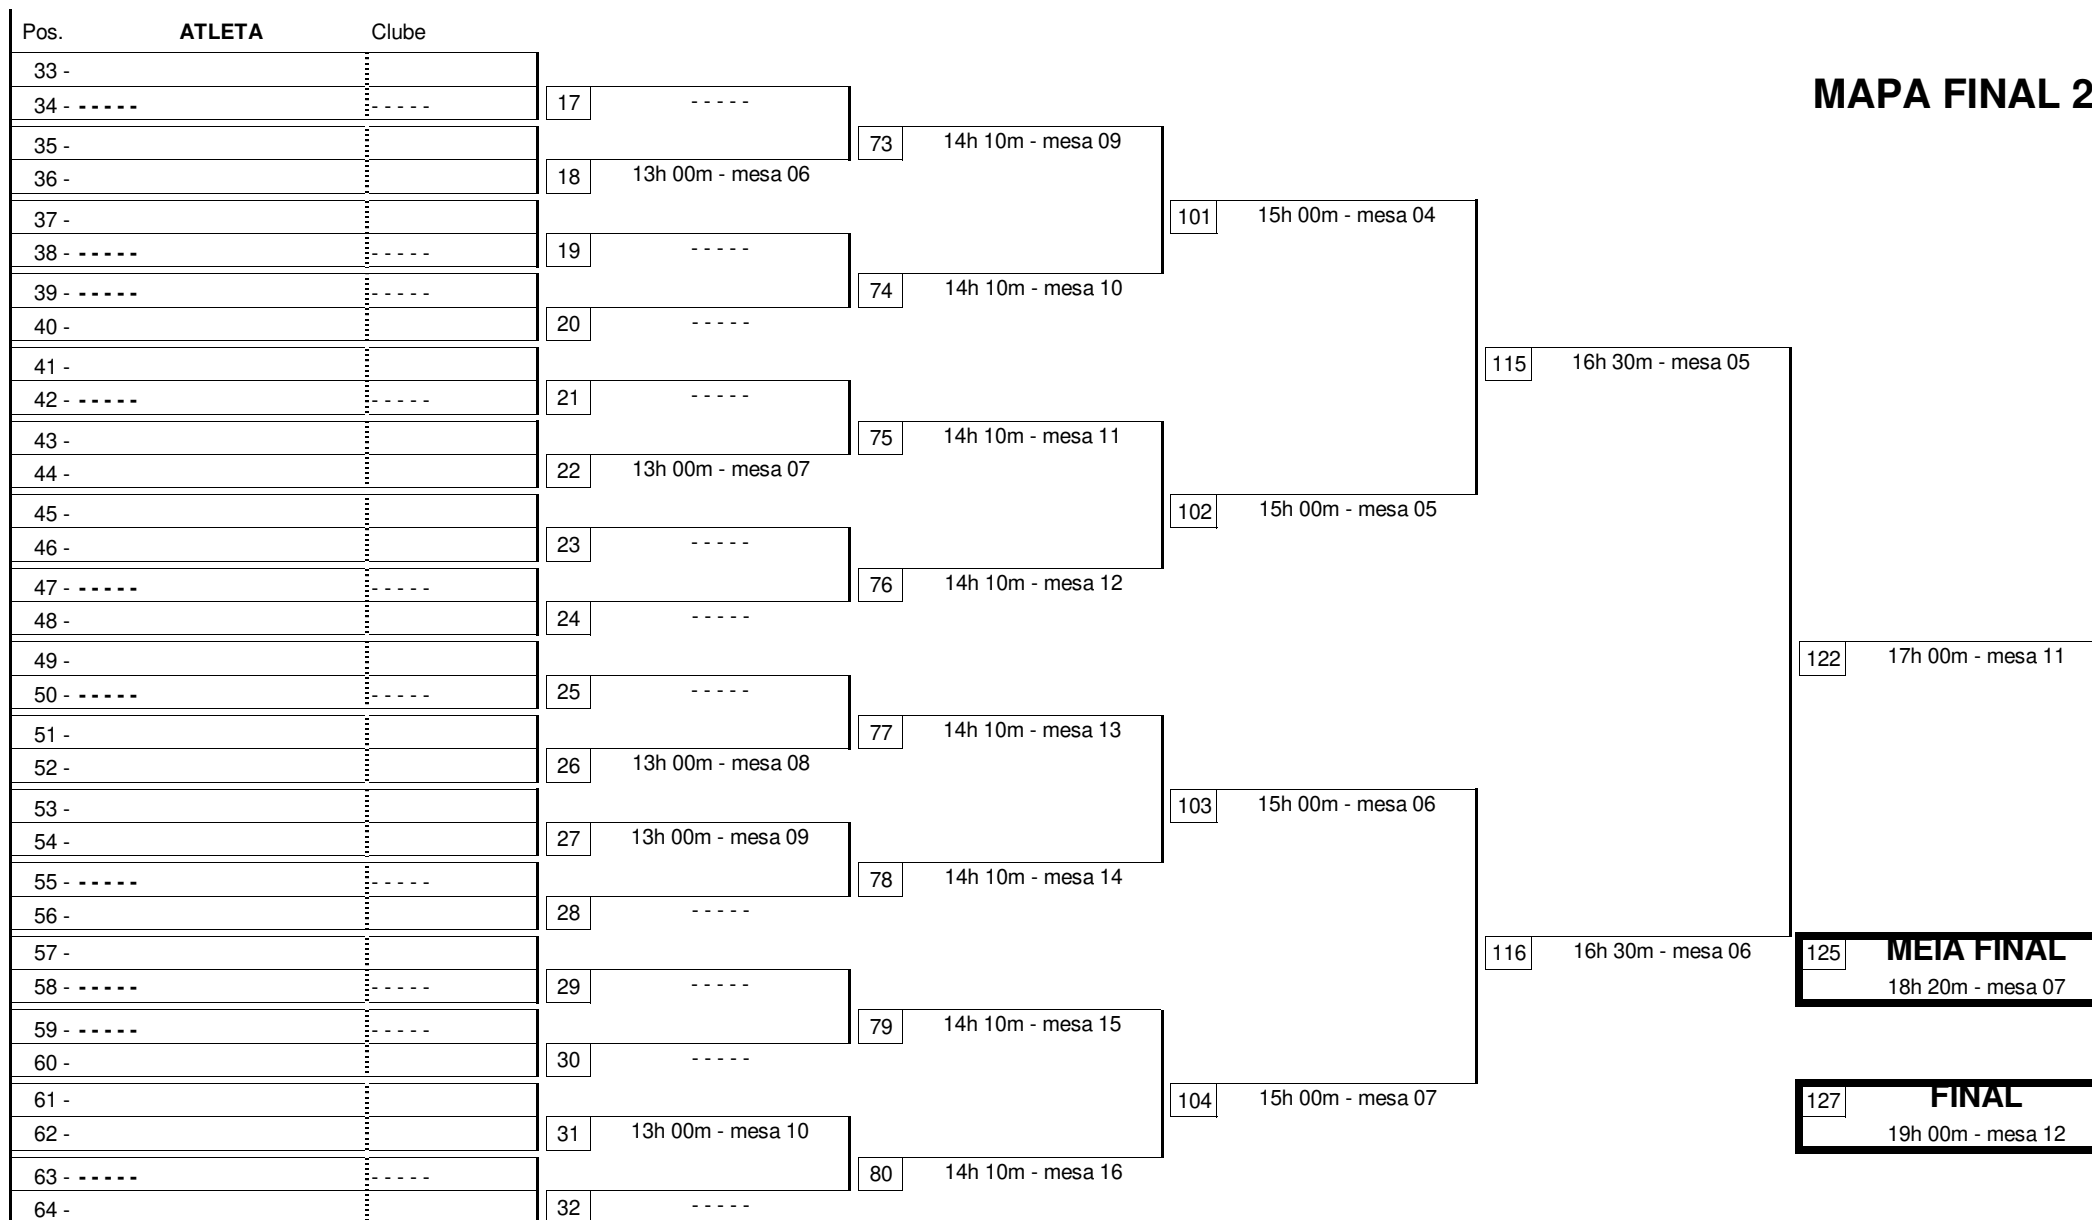 Pos. ATLETA Clube
33 -
MAPA FINAL 2
34 - - - - - - - - - - - 17 - - - - -
35 - 73 14h 10m - mesa 09
36 - 18 13h 00m - mesa 06
37 - 101 15h 00m - mesa 04
38 - - - - - - - - - - - 19 - - - - -
39 - - - - - - - - - - - 74 14h 10m - mesa 10
40 - 20 - - - - -
41 - 115 16h 30m - mesa 05
42 - - - - - - - - - - - 21 - - - - -
43 - 75 14h 10m - mesa 11
44 - 22 13h 00m - mesa 07
45 - 102 15h 00m - mesa 05
46 - 23 - - - - -
47 - - - - - - - - - - - 76 14h 10m - mesa 12
48 - 24 - - - - -
49 - 122 17h 00m - mesa 11
50 - - - - - - - - - - - 25 - - - - -
51 - 77 14h 10m - mesa 13
52 - 26 13h 00m - mesa 08
53 - 103 15h 00m - mesa 06
54 - 27 13h 00m - mesa 09
55 - - - - - - - - - - - 78 14h 10m - mesa 14
56 - 28 - - - - -
57 - 116 16h 30m - mesa 06 125 MEIA FINAL
58 - - - - - - - - - - - 29 - - - - - 18h 20m - mesa 07
59 - - - - - - - - - - - 79 14h 10m - mesa 15
60 - 30 - - - - -
61 - 104 15h 00m - mesa 07 127 FINAL
62 - 31 13h 00m - mesa 10 19h 00m - mesa 12
63 - - - - - - - - - - - 80 14h 10m - mesa 16
64 - 32 - - - - -